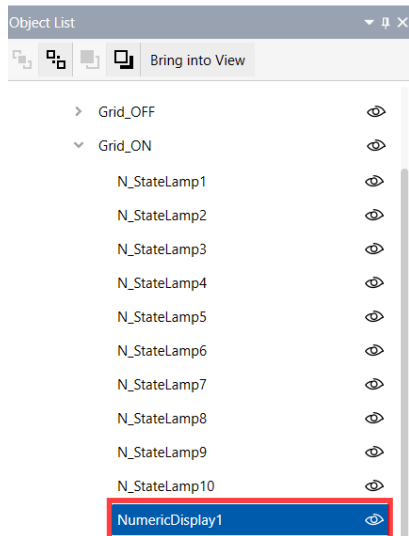 Object List
Bring into View
Grid_OFF
Grid_ON
N_StateLamp1
N_StateLamp2
N_StateLamp3
N_StateLamp4
N_StateLamp5
N_StateLamp6
N_StateLamp7
N_StateLamp8
N_StateLamp9
N_StateLamp10
NumericDisplay1